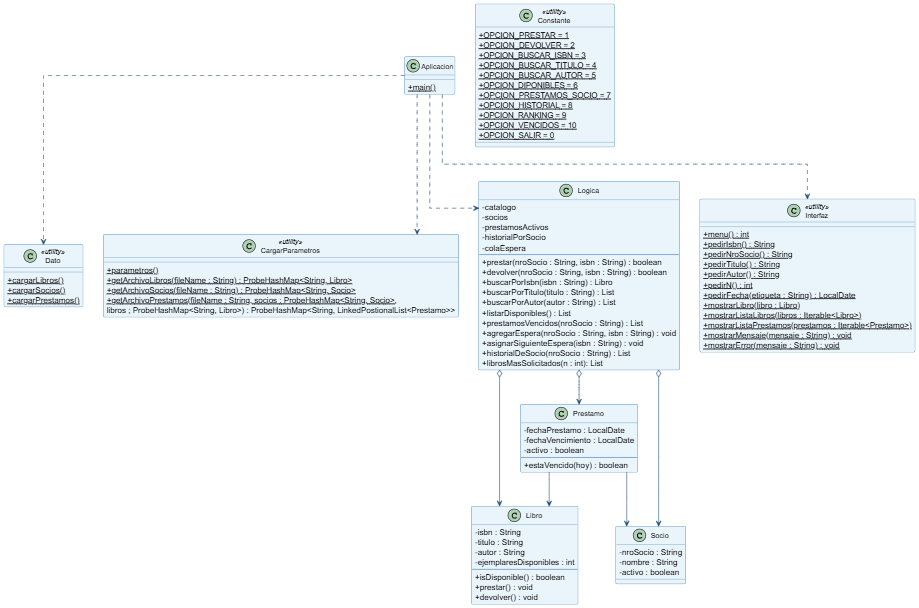 C «utility»
Constante
+OPCION_PRESTAR = 1
+OPCION_DEVOLVER = 2
+OPCION_BUSCAR_ISBN = 3
+OPCION_BUSCAR_TITULO = 4
+OPCION_BUSCAR_AUTOR = 5
+OPCION_DIPONIBLES = 6
+OPCION_PRESTAMOS_SOCIO = 7
+OPCION_HISTORIAL = 8
+OPCION_RANKING = 9
+OPCION_VENCIDOS = 10
+OPCION_SALIR = 0
C Aplicacion
+main()
C Logica
-catalogo
-socios
-prestamosActivos
-historialPorSocio
-colaEspera
+prestar(nroSocio : String, isbn : String) : boolean
+devolver(nroSocio : String, isbn : String) : boolean
+buscarPorIsbn(isbn : String) : Libro
+buscarPorTitulo(titulo : String) : List
+buscarPorAutor(autor : String) : List
+listarDisponibles() : List
+prestamosVencidos(nroSocio : String) : List
+agregarEspera(nroSocio : String, isbn : String) : void
+asignarSiguienteEspera(isbn : String) : void
+historialDeSocio(nroSocio : String) : List
+librosMasSolicitados(n : int): List
C «utility»
Interfaz
+menu() : int
+pedirIsbn() : String
+pedirNroSocio() : String
+pedirTitulo() : String
+pedirAutor() : String
+pedirN() : int
+pedirFecha(etiqueta : String) : LocalDate
+mostrarLibro(libro : Libro)
+mostrarListaLibros(libros : Iterable<Libro>)
+mostrarListaPrestamos(prestamos : Iterable<Prestamo>)
+mostrarMensaje(mensaje : String) : void
+mostrarError(mensaje : String) : void
C «utility»
Dato
+cargarLibros()
+cargarSocios()
+cargarPrestamos()
C «utility»
CargarParametros
+parametros()
+getArchivoLibros(fileName : String) : ProbeHashMap<String, Libro>
+getArchivoSocios(fileName : String) : ProbeHashMap<String, Socio>
+getArchivoPrestamos(fileName : String, socios : ProbeHashMap<String, Socio>,
libros : ProbeHashMap<String, Libro>) : ProbeHashMap<String, LinkedPostionalList<Prestamo>>
C Prestamo
-fechaPrestamo : LocalDate
-fechaVencimiento : LocalDate
-activo : boolean
+estaVencido(hoy) : boolean
C Libro
-isbn : String
-titulo : String
-autor : String
-ejemplaresDisponibles : int
+isDisponible() : boolean
+prestar() : void
+devolver() : void
C Socio
-nroSocio : String
-nombre : String
-activo : boolean